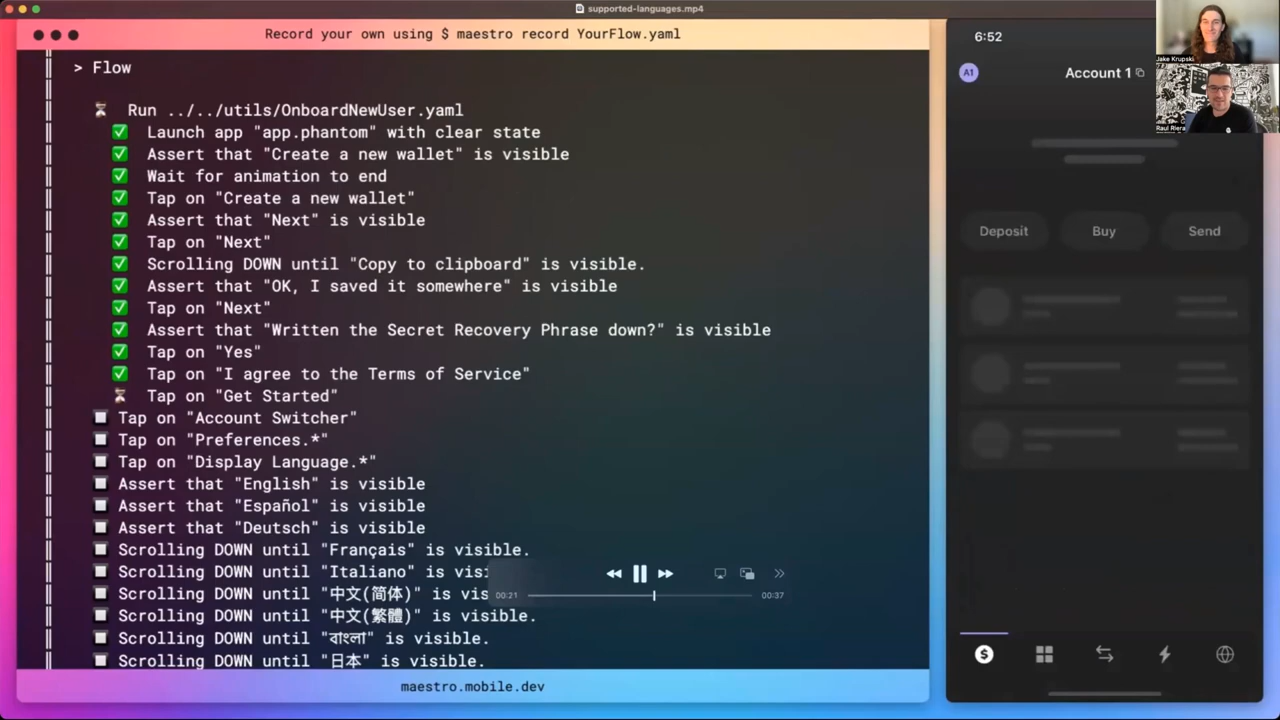 supported-languages.mp4
Record your own using $ maestro record YourFlow.yaml
> Flow
Run ../../utils/OnboardNewUser.yaml
Launch app "app.phantom" with clear state
Assert that "Create a new wallet" is visible
Wait for animation to end
Tap on "Create a new wallet"
Assert that "Next" is visible
Tap on "Next"
Scrolling DOWN until "Copy to clipboard" is visible.
Assert that "OK, I saved it somewhere" is visible
Tap on "Next"
Assert that "Written the Secret Recovery Phrase down?" is visible
Tap on "Yes"
Tap on "I agree to the Terms of Service"
Tap on "Get Started"
Tap on "Account Switcher"
Tap on "Preferences.*"
Tap on "Display Language.*"
Assert that "English" is visible
Assert that "Español" is visible
Assert that "Deutsch" is visible
Scrolling DOWN until "Français" is visible.
Scrolling DOWN until "Italiano" is visi
Scrolling DOWN until "中文(简体)" is vis
Scrolling DOWN until "中文(繁體)" is visible.
Scrolling DOWN until "বাংলা" is visible.
Scrolling DOWN until "日本" is visible.
00:21
00:37
maestro.mobile.dev
6:52
A1
Account 1
Deposit
Buy
Send
Jake Krupski
Raul Riera